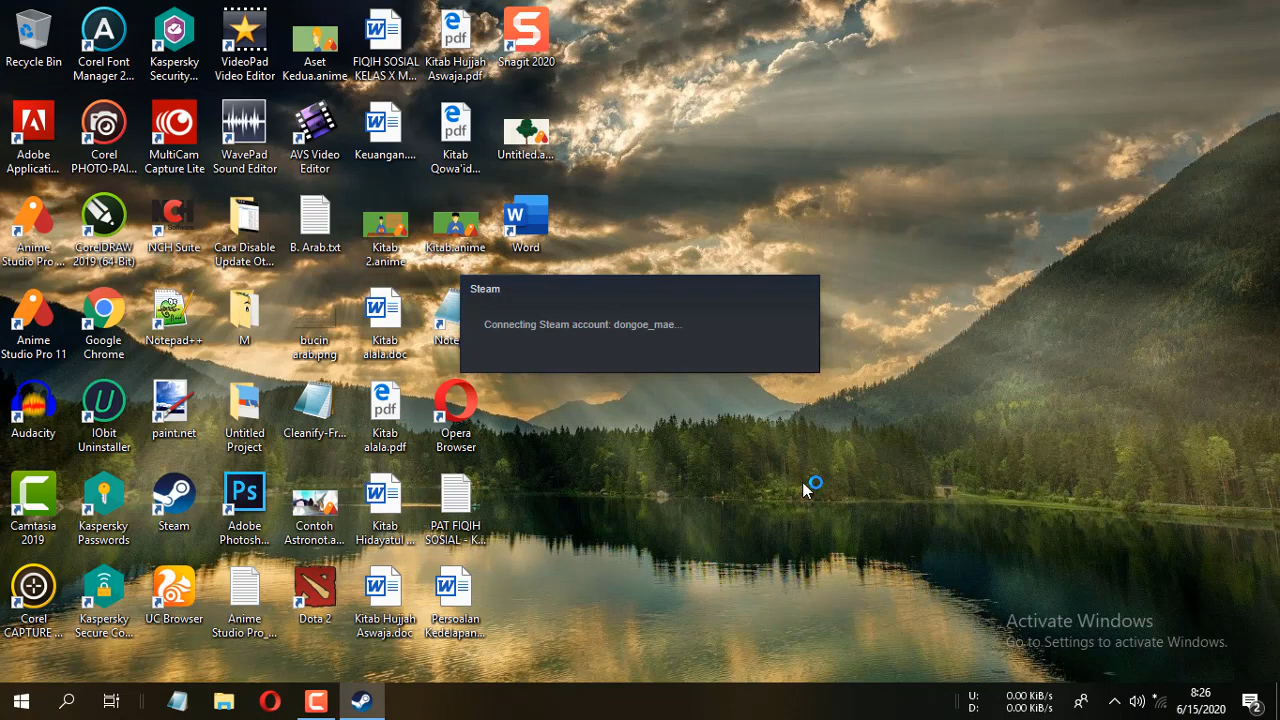 Recycle Bin
Corel Font
Manager 2...
Kaspersky
Security...
VideoPad
Video Editor
Aset
Kedua.anime
FIQIH SOSIAL
KELAS X M...
Kitab Hujjah
Aswaja.pdf
Snagit 2020
Adobe
Applicati...
Corel
PHOTO-PAI...
MultiCam
Capture Lite
WavePad
Sound Editor
AVS Video
Editor
Keuangan....
Kitab
Qowa'id...
Untitled.a...
Anime
Studio Pro ...
CorelDRAW
2019 (64-Bit)
NCH Suite
Cara Disable
Update Ot...
B. Arab.txt
Kitab
2.anime
Kitab.anime
Word
Anime
Studio Pro 11
Google
Chrome
Notepad++
M
bucin
arab.png
Kitab
alala.doc
Steam
Connecting Steam account: dongoe_mae...
Audacity
IObit
Uninstaller
paint.net
Untitled
Project
Cleanify-Fr...
Kitab
alala.pdf
Opera
Browser
Camtasia
2019
Kaspersky
Passwords
Steam
Adobe
Photosh...
Contoh
Astronot.a...
Kitab
Hidayatul ...
PAT FIQIH
SOSIAL - K...
Corel
CAPTURE ...
Kaspersky
Secure Co...
UC Browser
Anime
Studio Pro_...
Dota 2
Kitab Hujjah
Aswaja.doc
Persoalan
Kedelapan...
Activate Windows
Go to Settings to activate Windows.
U: 0.00 KiB/s
D: 0.00 KiB/s
8:26
6/15/2020
2